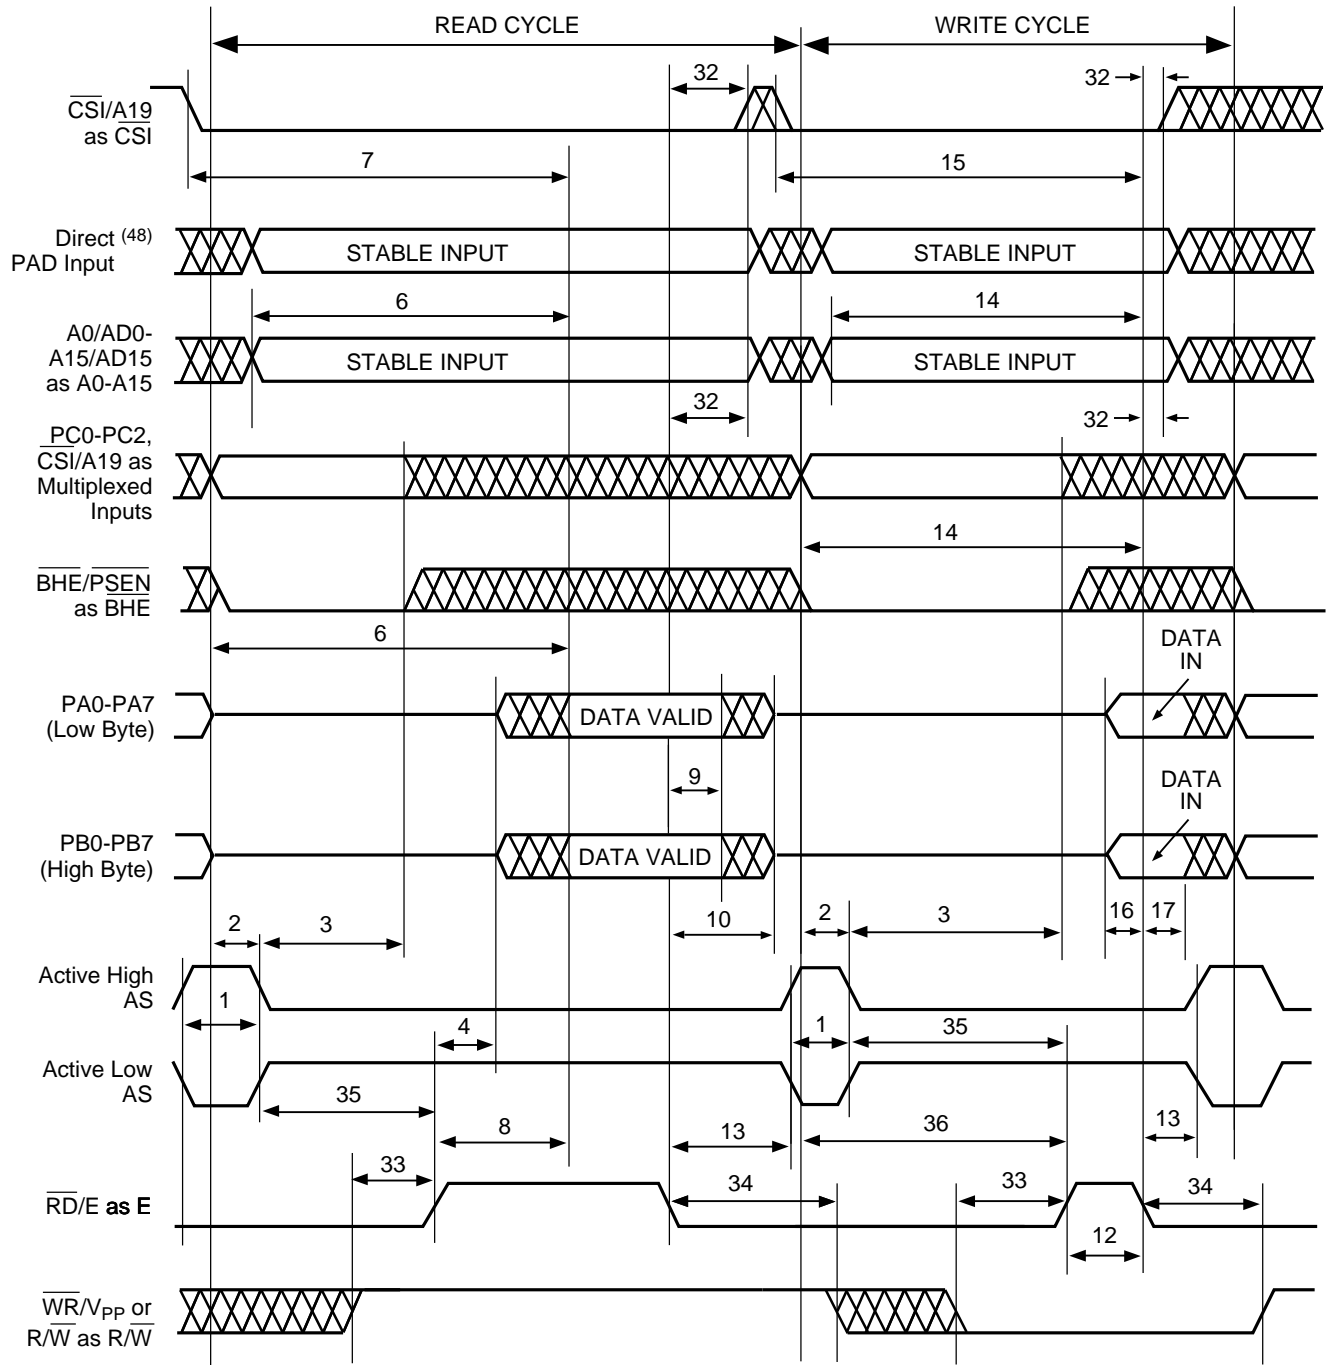 READ CYCLE WRITE CYCLE
32 32
CSI/A19
as CSI
7 15
Direct (48)
PAD Input
STABLE INPUT STABLE INPUT
6 14
A0/AD0-
A15/AD15
as A0-A15
STABLE INPUT STABLE INPUT
32 32
PC0-PC2,
CSI/A19 as
Multiplexed
Inputs
14
BHE/PSEN
as BHE
6
DATA
IN
PA0-PA7
(Low Byte)
DATA VALID
9
DATA
IN
PB0-PB7
(High Byte)
DATA VALID
2 3 10 2 3 16 17
Active High
AS
1 4 1 35
Active Low
AS
35 8 13 36 13
33 34 33 34
RD/E as E
12
WR/VPP or
R/W as R/W